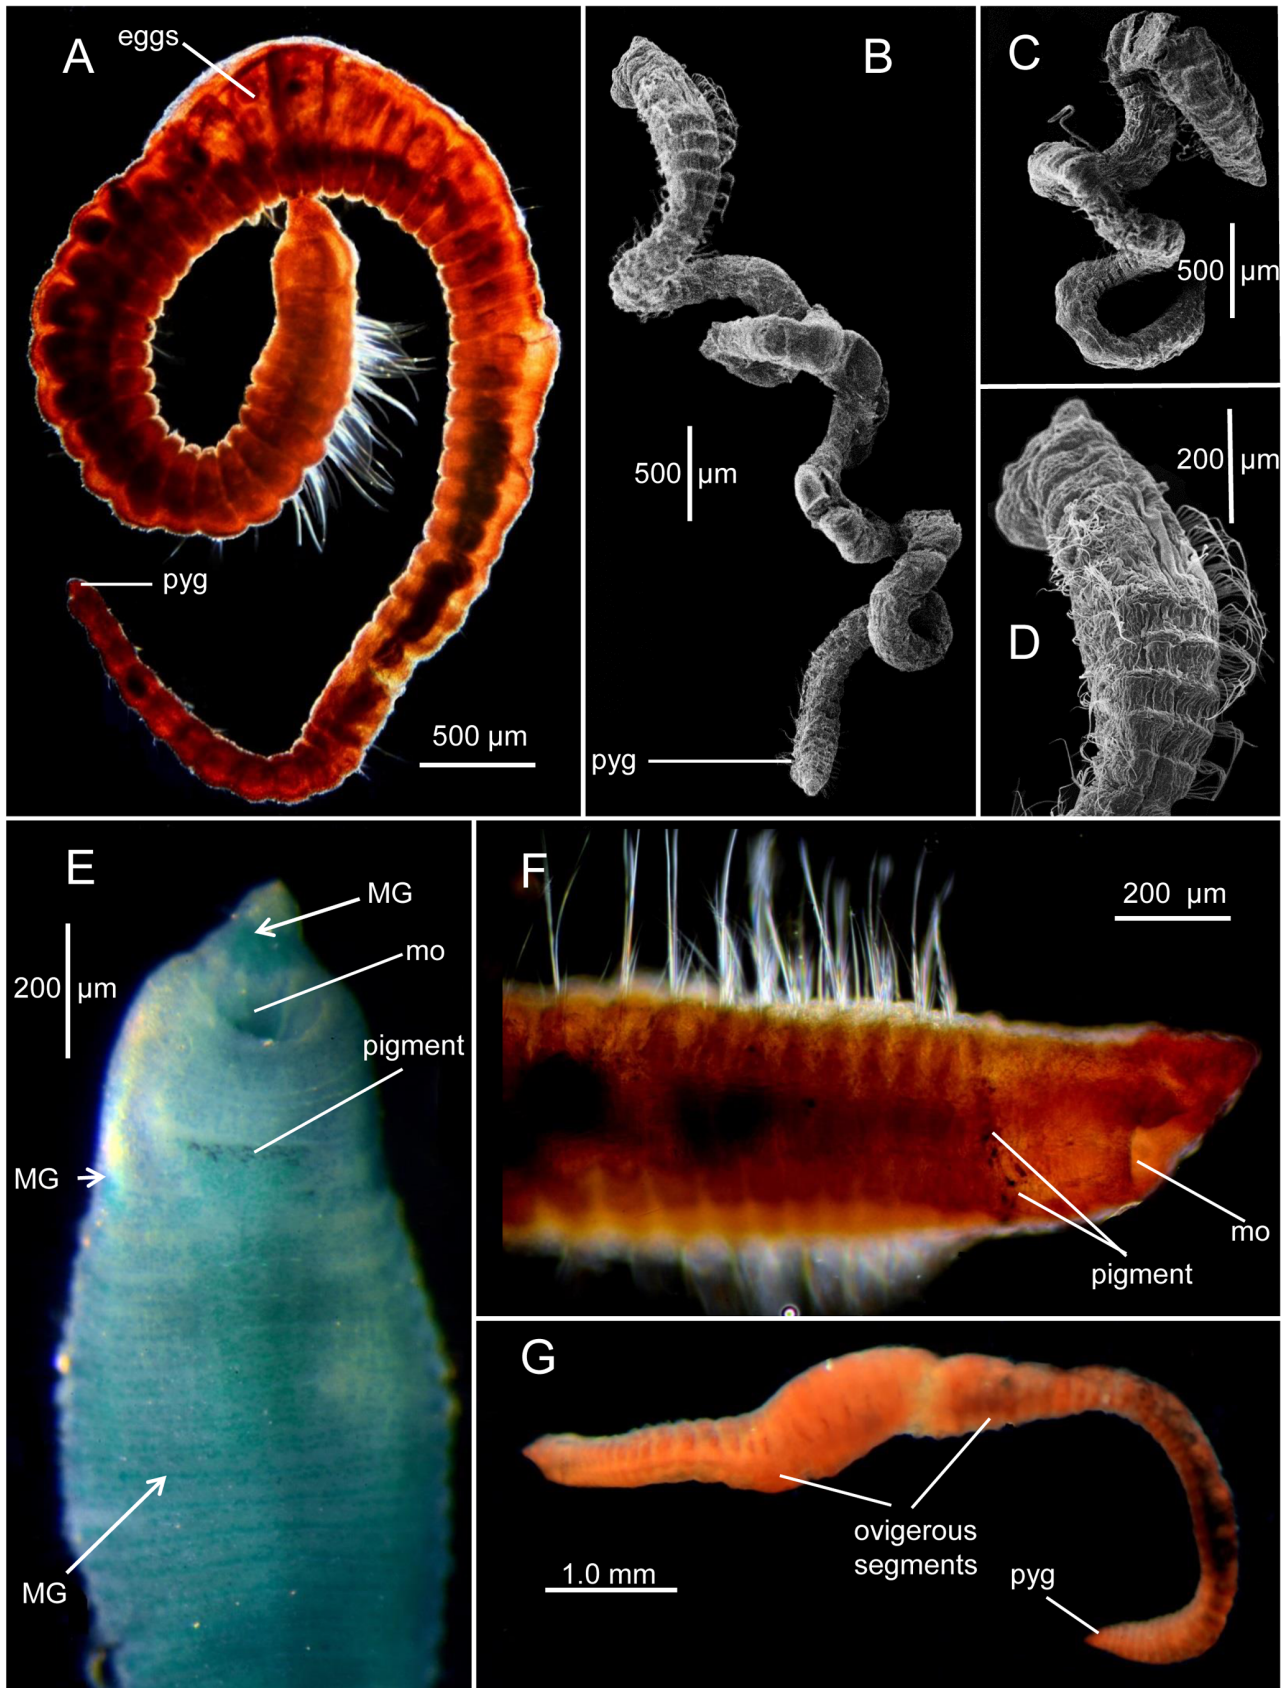 A
eggs
pyg
500 µm
B
500 µm
pyg
C
500 µm
D
200 µm
E
MG
mo
200 µm
pigment
MG
MG
F
200 µm
mo
pigment
G
ovigerous
segments
pyg
1.0 mm